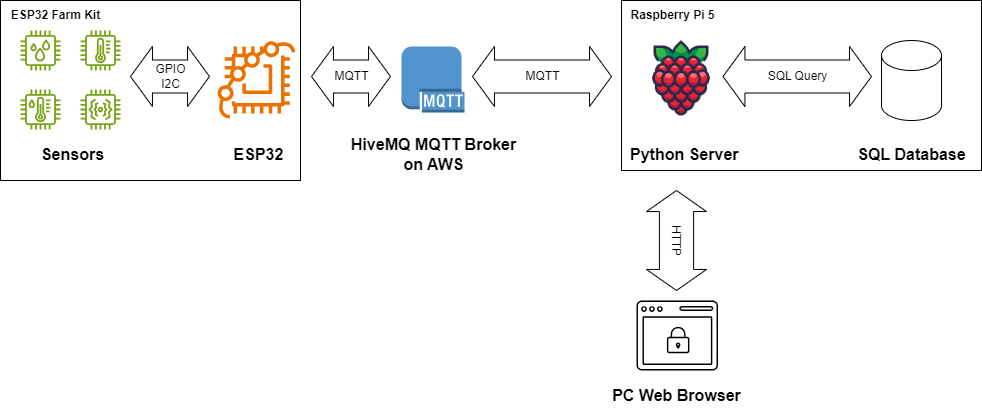 ESP32 Farm Kit
Raspberry Pi 5
GPIO
I2C
MQTT
MQTT
MQTT
SQL Query
Sensors
ESP32
HiveMQ MQTT Broker
on AWS
Python Server
SQL Database
HTTP
PC Web Browser